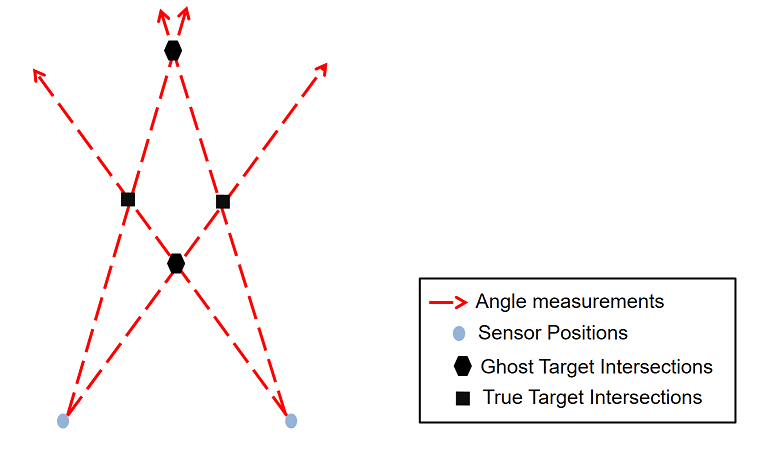 Angle measurements
Sensor Positions
Ghost Target Intersections
True Target Intersections